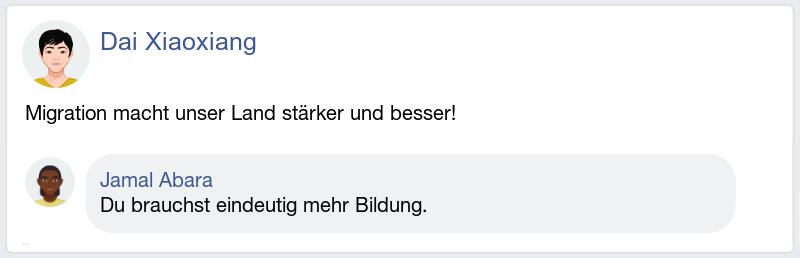 Dai Xiaoxiang
Migration macht unser Land stärker und besser!
Jamal Abara
Du brauchst eindeutig mehr Bildung.